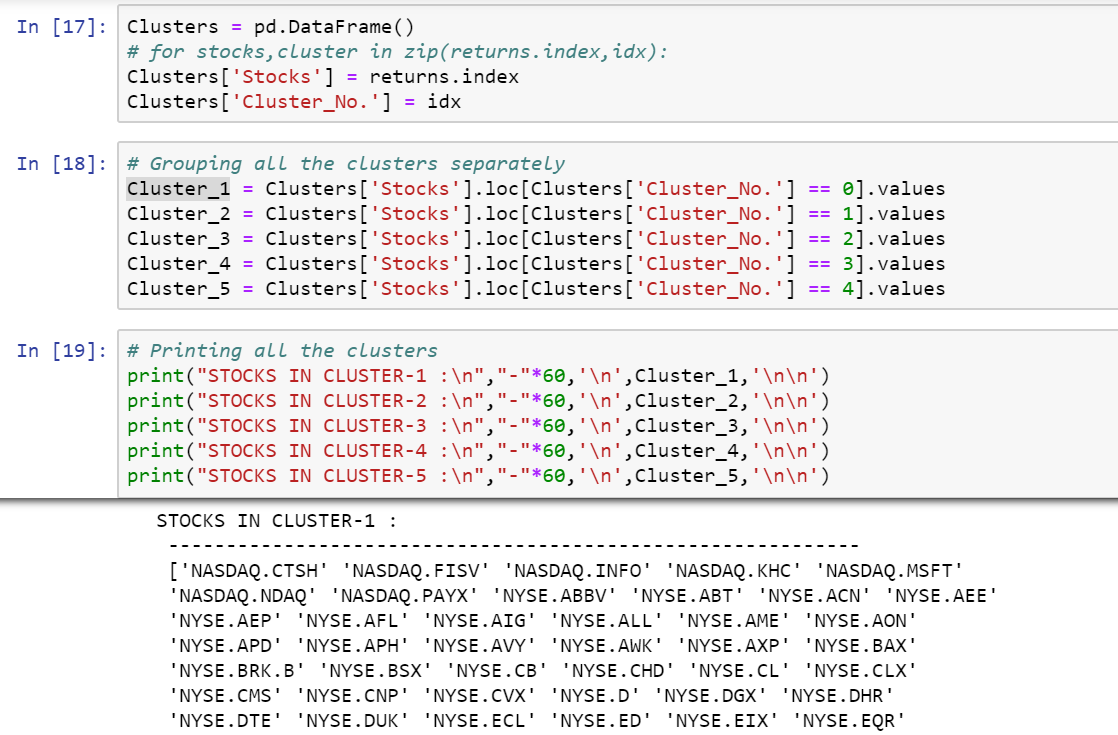 In [17]: Clusters = pd.DataFrame()
# for stocks,cluster in zip(returns.index,idx):
Clusters['Stocks'] = returns.index
Clusters['Cluster_No.'] = idx
In [18]: # Grouping all the clusters separately
Cluster_1 = Clusters['Stocks'].loc[Clusters['Cluster_No.'] == 0].values
Cluster_2 = Clusters['Stocks'].loc[Clusters['Cluster_No.'] == 1].values
Cluster_3 = Clusters['Stocks'].loc[Clusters['Cluster_No.'] == 2].values
Cluster_4 = Clusters['Stocks'].loc[Clusters['Cluster_No.'] == 3].values
Cluster_5 = Clusters['Stocks'].loc[Clusters['Cluster_No.'] == 4].values
In [19]: # Printing all the clusters
print("STOCKS IN CLUSTER-1 :\n","-"*60,'\n',Cluster_1,'\n\n')
print("STOCKS IN CLUSTER-2 :\n","-"*60,'\n',Cluster_2,'\n\n')
print("STOCKS IN CLUSTER-3 :\n","-"*60,'\n',Cluster_3,'\n\n')
print("STOCKS IN CLUSTER-4 :\n","-"*60,'\n',Cluster_4,'\n\n')
print("STOCKS IN CLUSTER-5 :\n","-"*60,'\n',Cluster_5,'\n\n')
STOCKS IN CLUSTER-1 :
------------------------------------------------------------
['NASDAQ.CTSH' 'NASDAQ.FISV' 'NASDAQ.INFO' 'NASDAQ.KHC' 'NASDAQ.MSFT'
'NASDAQ.NDAQ' 'NASDAQ.PAYX' 'NYSE.ABBV' 'NYSE.ABT' 'NYSE.ACN' 'NYSE.AEE'
'NYSE.AEP' 'NYSE.AFL' 'NYSE.AIG' 'NYSE.ALL' 'NYSE.AME' 'NYSE.AON'
'NYSE.APD' 'NYSE.APH' 'NYSE.AVY' 'NYSE.AWK' 'NYSE.AXP' 'NYSE.BAX'
'NYSE.BRK.B' 'NYSE.BSX' 'NYSE.CB' 'NYSE.CHD' 'NYSE.CL' 'NYSE.CLX'
'NYSE.CMS' 'NYSE.CNP' 'NYSE.CVX' 'NYSE.D' 'NYSE.DGX' 'NYSE.DHR'
'NYSE.DTE' 'NYSE.DUK' 'NYSE.ECL' 'NYSE.ED' 'NYSE.EIX' 'NYSE.EQR'